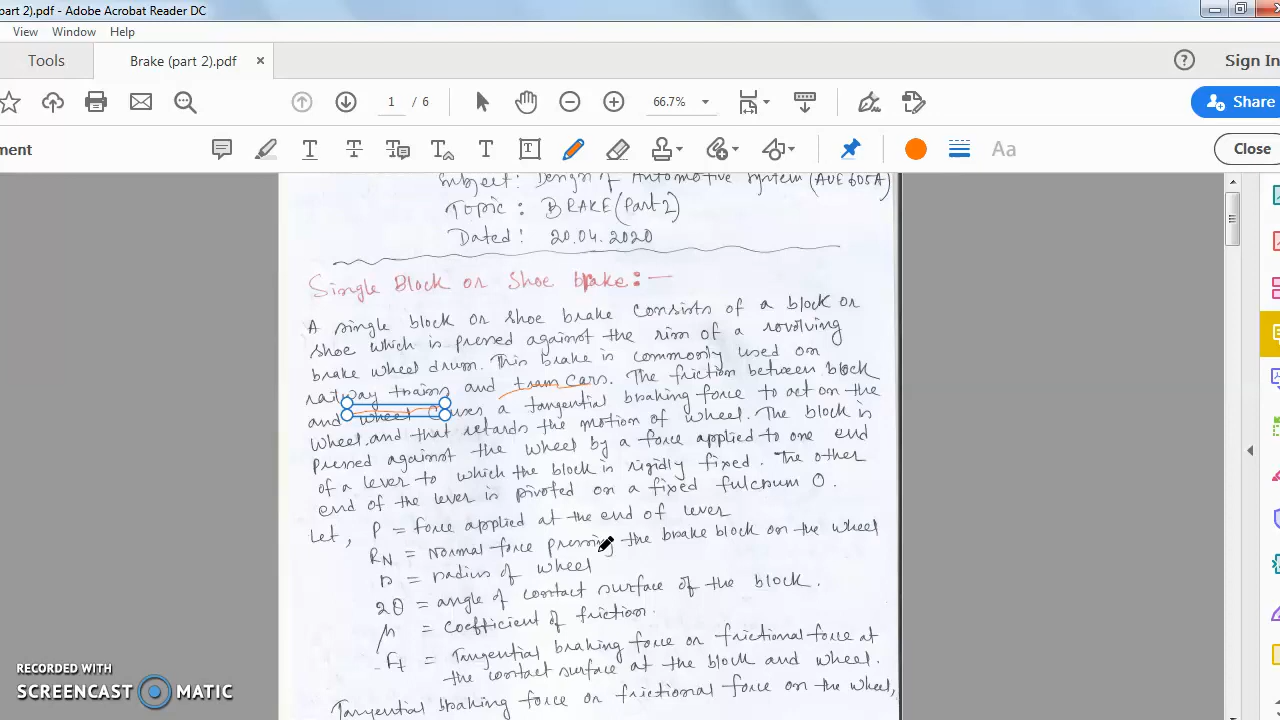 part 2).pdf - Adobe Acrobat Reader DC
View Window Help
Tools Brake (part 2).pdf × ? Sign In
1 / 6 66.7% Share
ment Aa Close
Subject: Design of Automotive System (AUE 605A)
Topic: BRAKE (Part 2)
Dated: 20.04.2020
Single Block or Shoe brake:—
A single block or shoe brake consists of a block or
shoe which is pressed against the rim of a revolving
brake wheel drum. This brake is commonly used on
railway trains and tram cars. The friction between block
and wheel causes a tangential braking force to act on the
wheel, and that retards the motion of wheel. The block is
pressed against the wheel by a force applied to one end
of a lever to which the block is rigidly fixed. The other
end of the lever is pivoted on a fixed fulcrum O.
Let, P = force applied at the end of lever
RN = Normal force pressing the brake block on the wheel
r = radius of wheel
2θ = angle of contact surface of the block.
μ = coefficient of friction.
Ft = Tangential braking force or frictional force at
the contact surface at the block and wheel.
Tangential braking force or frictional force on the wheel,
RECORDED WITH
SCREENCAST MATIC